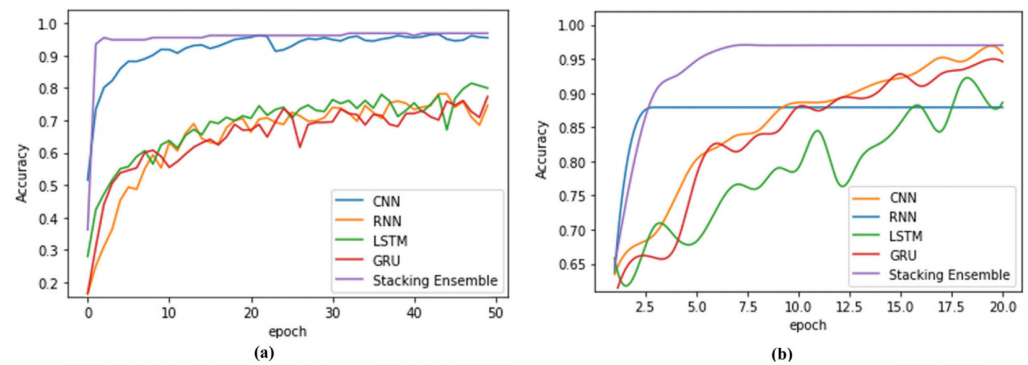 1.0
0.9
0.8
0.7
0.6
0.5
0.4
0.3
0.2
Accuracy
CNN
RNN
LSTM
GRU
Stacking Ensemble
0 10 20 30 40 50
epoch
(a)
1.00
0.95
0.90
0.85
0.80
0.75
0.70
0.65
Accuracy
CNN
RNN
LSTM
GRU
Stacking Ensemble
2.5 5.0 7.5 10.0 12.5 15.0 17.5 20.0
epoch
(b)